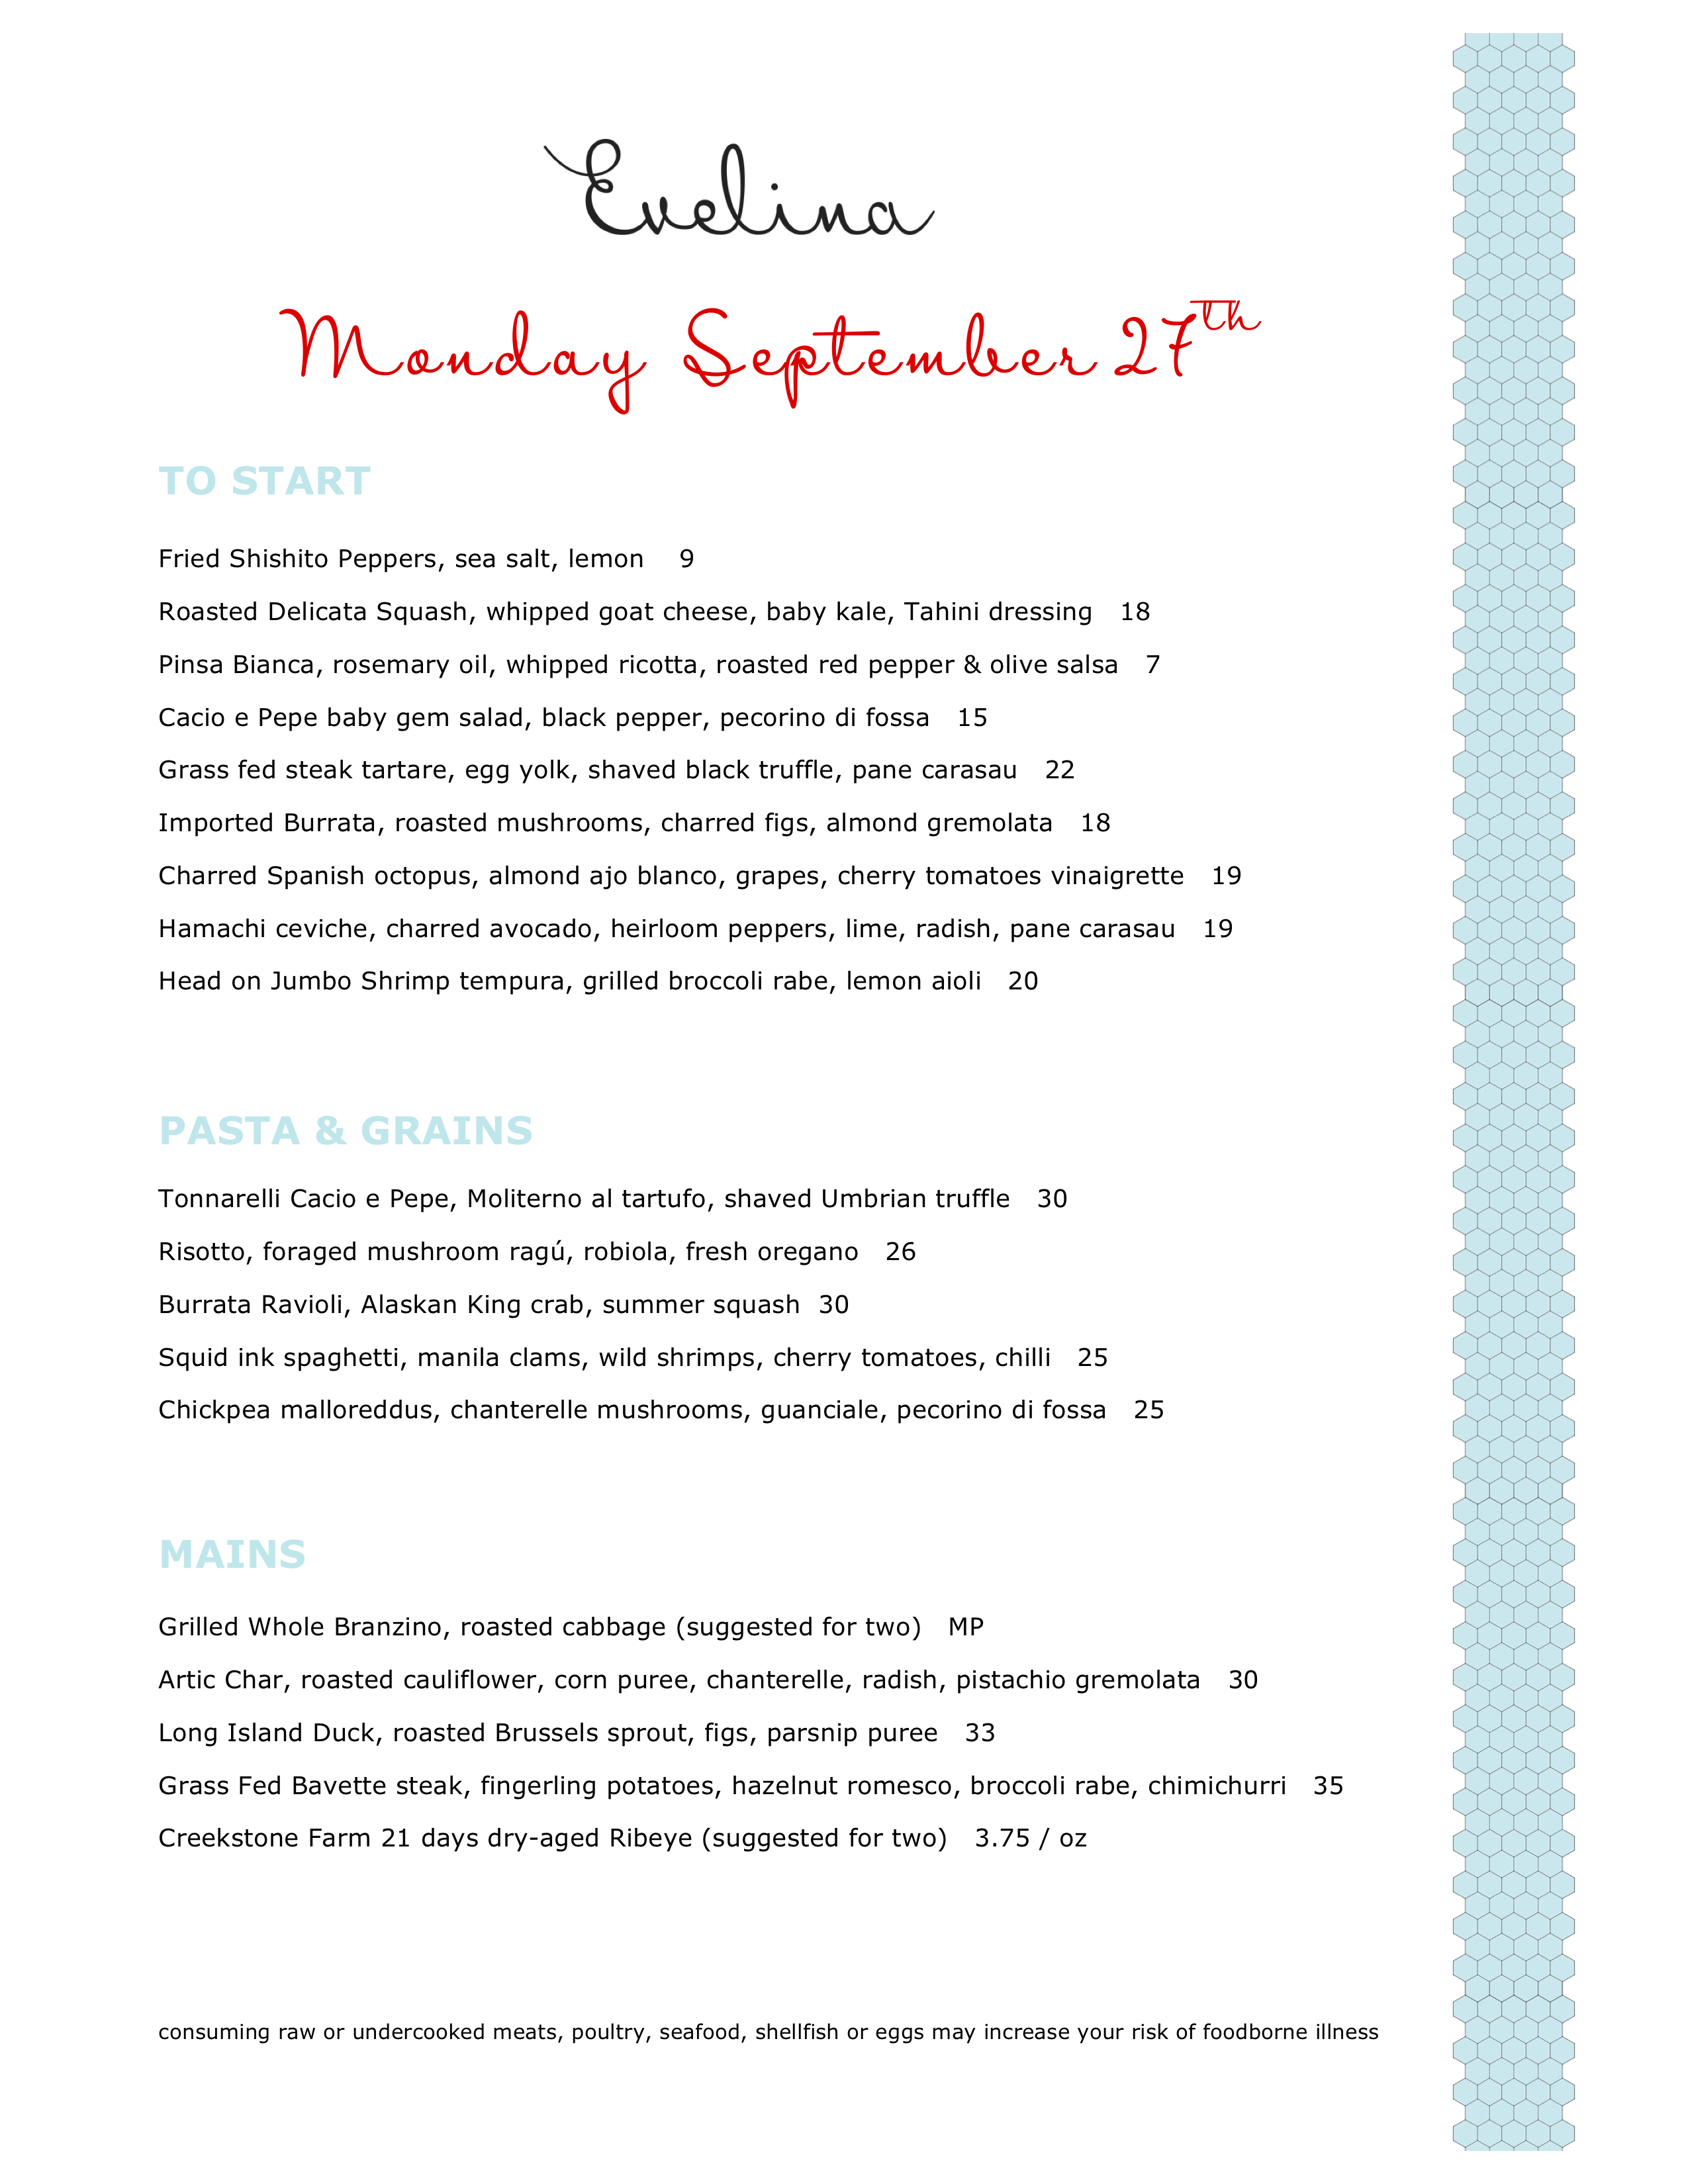 Evelina
Monday September 27th
TO START
Fried Shishito Peppers, sea salt, lemon 9
Roasted Delicata Squash, whipped goat cheese, baby kale, Tahini dressing 18
Pinsa Bianca, rosemary oil, whipped ricotta, roasted red pepper & olive salsa 7
Cacio e Pepe baby gem salad, black pepper, pecorino di fossa 15
Grass fed steak tartare, egg yolk, shaved black truffle, pane carasau 22
Imported Burrata, roasted mushrooms, charred figs, almond gremolata 18
Charred Spanish octopus, almond ajo blanco, grapes, cherry tomatoes vinaigrette 19
Hamachi ceviche, charred avocado, heirloom peppers, lime, radish, pane carasau 19
Head on Jumbo Shrimp tempura, grilled broccoli rabe, lemon aioli 20
PASTA & GRAINS
Tonnarelli Cacio e Pepe, Moliterno al tartufo, shaved Umbrian truffle 30
Risotto, foraged mushroom ragú, robiola, fresh oregano 26
Burrata Ravioli, Alaskan King crab, summer squash 30
Squid ink spaghetti, manila clams, wild shrimps, cherry tomatoes, chilli 25
Chickpea malloreddus, chanterelle mushrooms, guanciale, pecorino di fossa 25
MAINS
Grilled Whole Branzino, roasted cabbage (suggested for two) MP
Artic Char, roasted cauliflower, corn puree, chanterelle, radish, pistachio gremolata 30
Long Island Duck, roasted Brussels sprout, figs, parsnip puree 33
Grass Fed Bavette steak, fingerling potatoes, hazelnut romesco, broccoli rabe, chimichurri 35
Creekstone Farm 21 days dry-aged Ribeye (suggested for two) 3.75 / oz
consuming raw or undercooked meats, poultry, seafood, shellfish or eggs may increase your risk of foodborne illness